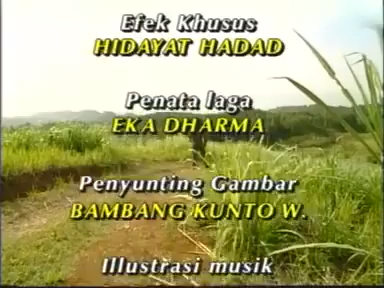 Efek Khusus
HIDAYAT HADAD
Penata laga
EKA DHARMA
Penyunting Gambar
BAMBANG KUNTO W.
Illustrasi musik